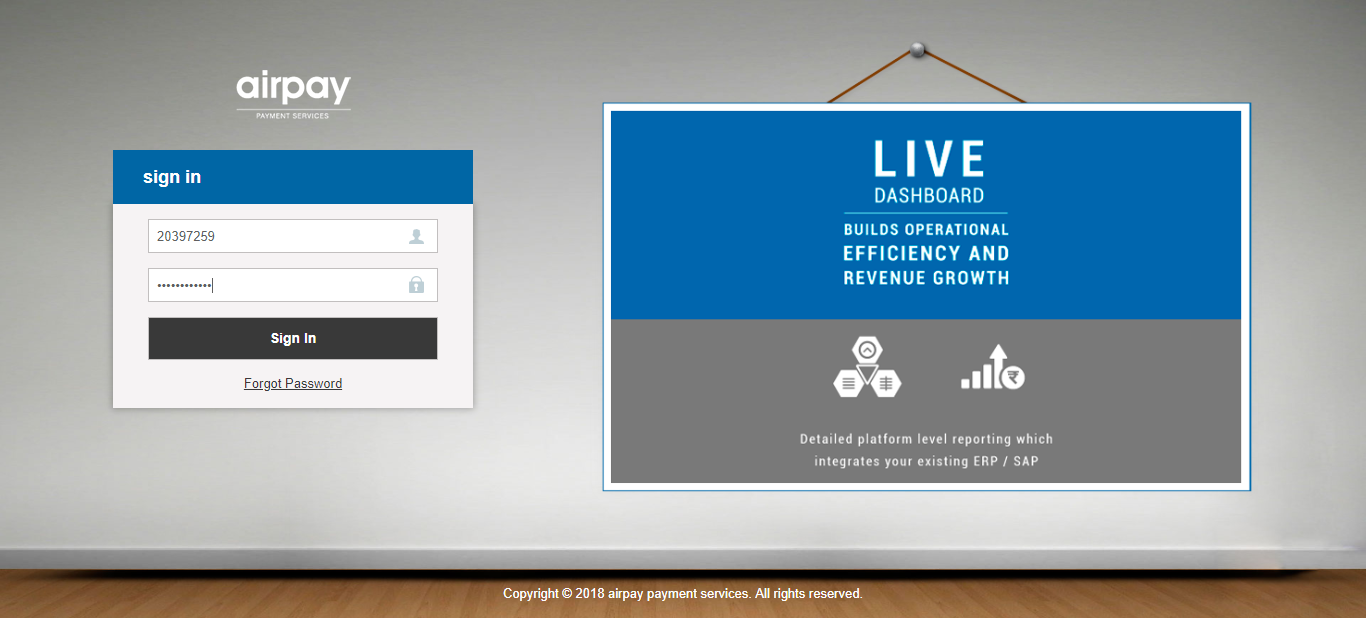 airpay
PAYMENT SERVICES
sign in
20397259
••••••••••••
Sign In
Forgot Password
LIVE
DASHBOARD
BUILDS OPERATIONAL
EFFICIENCY AND
REVENUE GROWTH
Detailed platform level reporting which
integrates your existing ERP / SAP
Copyright © 2018 airpay payment services. All rights reserved.